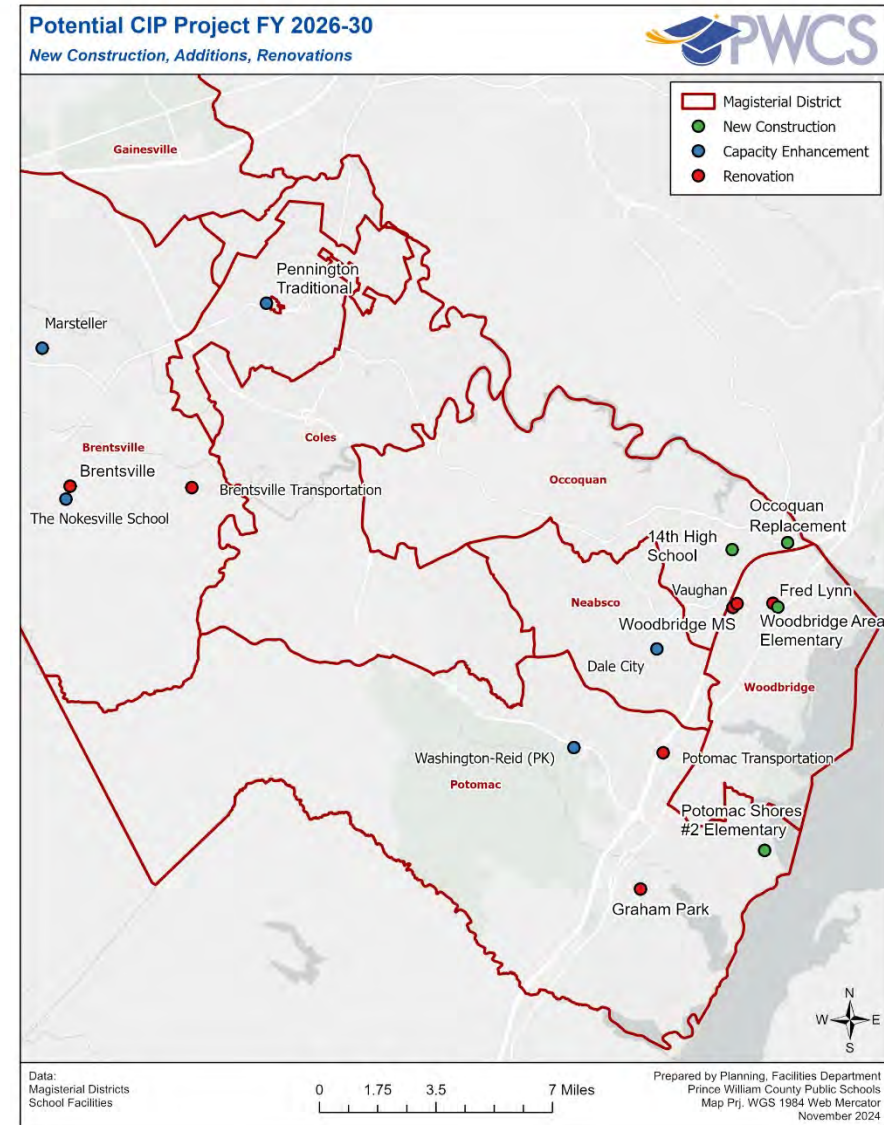 Potential CIP Project FY 2026-30
New Construction, Additions, Renovations
PWCS
Magisterial District
New Construction
Capacity Enhancement
Renovation
Gainesville
Pennington
Traditional
Marsteller
Brentsville
Brentsville
The Nokesville School
Brentsville Transportation
Coles
Occoquan
Occoquan
Replacement
14th High
School
Vaughan
Fred Lynn
Neabsco
Woodbridge MS
Woodbridge Area
Elementary
Dale City
Woodbridge
Washington-Reid (PK)
Potomac Transportation
Potomac
Potomac Shores
#2 Elementary
Graham Park
N
W
E
S
Data:
Magisterial Districts
School Facilities
0 1.75 3.5 7 Miles
Prepared by Planning, Facilities Department
Prince William County Public Schools
Map Prj. WGS 1984 Web Mercator
November 2024